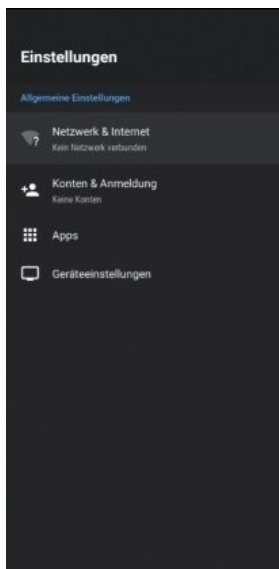 Einstellungen
Allgemeine Einstellungen
Netzwerk & Internet
Kein Netzwerk verbunden
Konten & Anmeldung
Keine Konten
Apps
Geräteeinstellungen